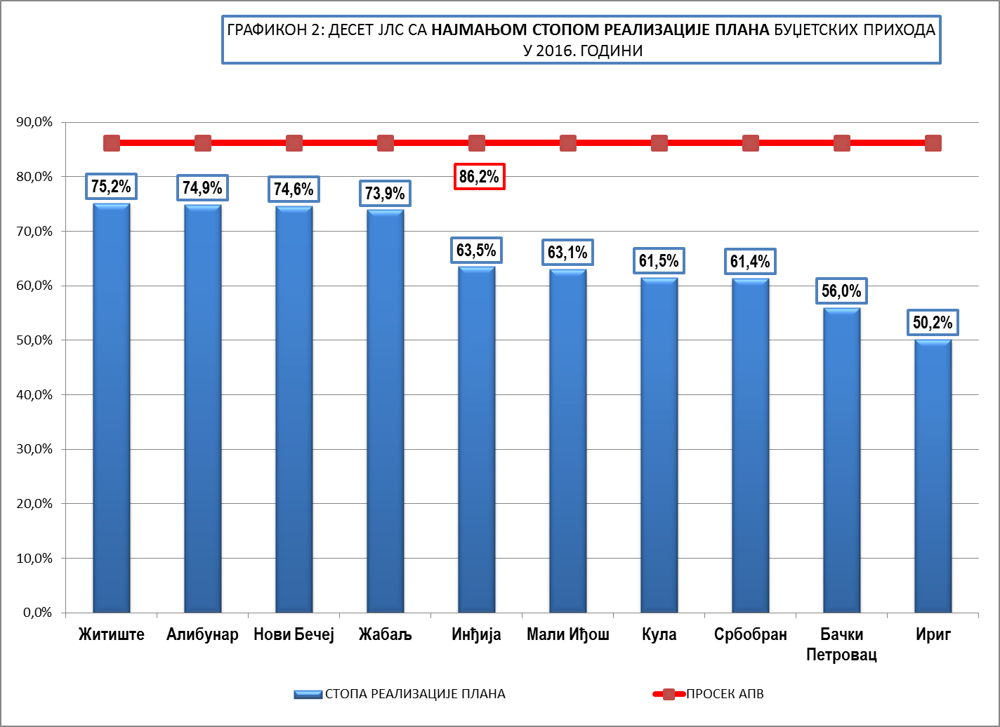 ГРАФИКОН 2: ДЕСЕТ ЈЛС СА НАЈМАЊОМ СТОПОМ РЕАЛИЗАЦИЈЕ ПЛАНА БУЏЕТСКИХ ПРИХОДА
У 2016. ГОДИНИ
90,0%
80,0%
70,0%
60,0%
50,0%
40,0%
30,0%
20,0%
10,0%
0,0%
86,2%
75,2%
74,9%
74,6%
73,9%
63,5%
63,1%
61,5%
61,4%
56,0%
50,2%
Житиште
Алибунар
Нови Бечеј
Жабаљ
Инђија
Мали Иђош
Кула
Србобран
Бачки
Петровац
Ириг
СТОПА РЕАЛИЗАЦИЈЕ ПЛАНА
ПРОСЕК АПВ